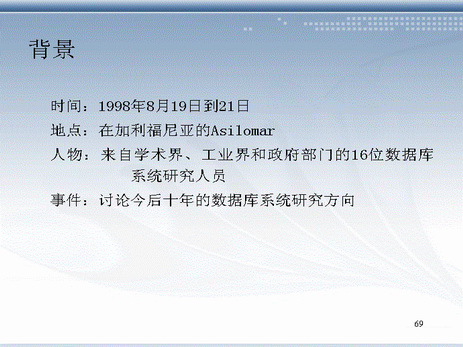 背景
时间：1998年8月19日到21日
地点：在加利福尼亚的Asilomar
人物：来自学术界、工业界和政府部门的16位数据库
系统研究人员
事件：讨论今后十年的数据库系统研究方向
69